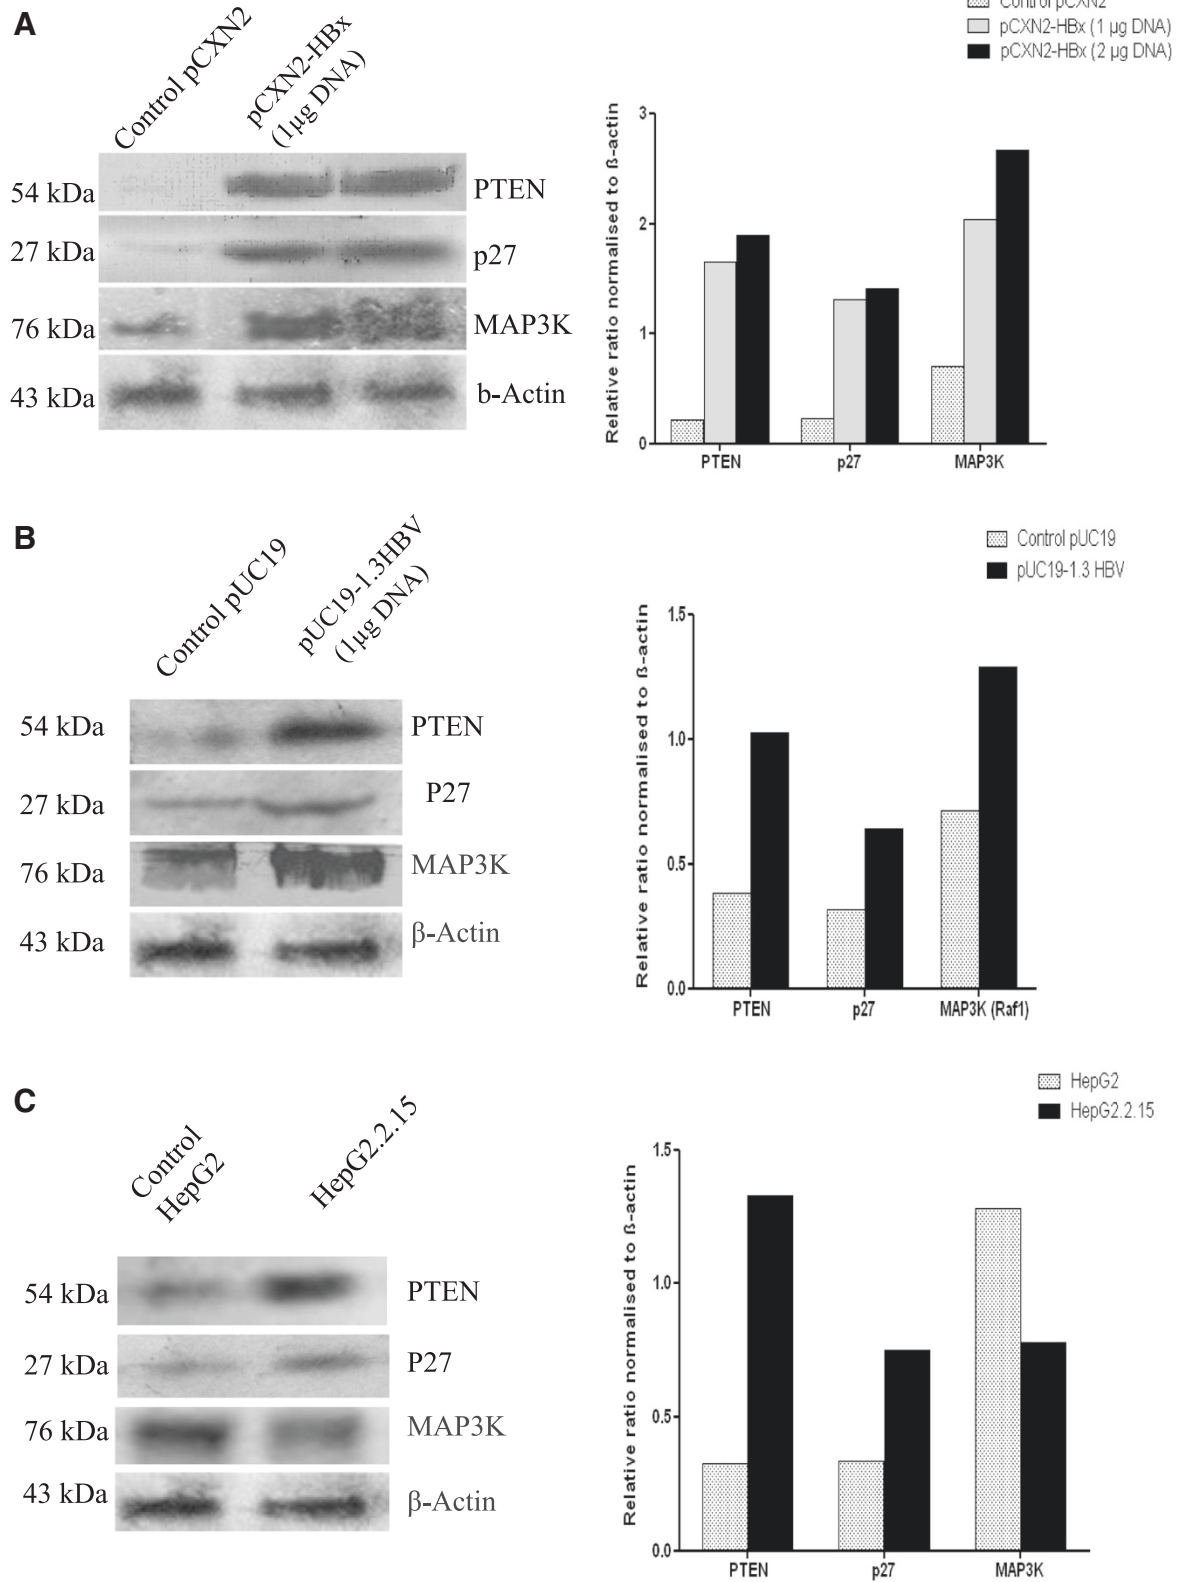 A
Control pCXN2
pCXN2-HBx
(1µg DNA)
54 kDa
PTEN
27 kDa
p27
76 kDa
MAP3K
43 kDa
b-Actin
Control pCXN2
pCXN2-HBx (1 µg DNA)
pCXN2-HBx (2 µg DNA)
Relative ratio normalised to ß-actin
3
2
1
0
PTEN
p27
MAP3K
B
Control pUC19
pUC19-1.3HBV
(1µg DNA)
54 kDa
PTEN
27 kDa
P27
76 kDa
MAP3K
43 kDa
β-Actin
Control pUC19
pUC19-1.3 HBV
Relative ratio normalised to ß-actin
1.5
1.0
0.5
0.0
PTEN
p27
MAP3K (Raf1)
C
Control
HepG2
HepG2.2.15
54 kDa
PTEN
27 kDa
P27
76 kDa
MAP3K
43 kDa
β-Actin
HepG2
HepG2.2.15
Relative ratio normalised to ß-actin
1.5
1.0
0.5
0.0
PTEN
p27
MAP3K